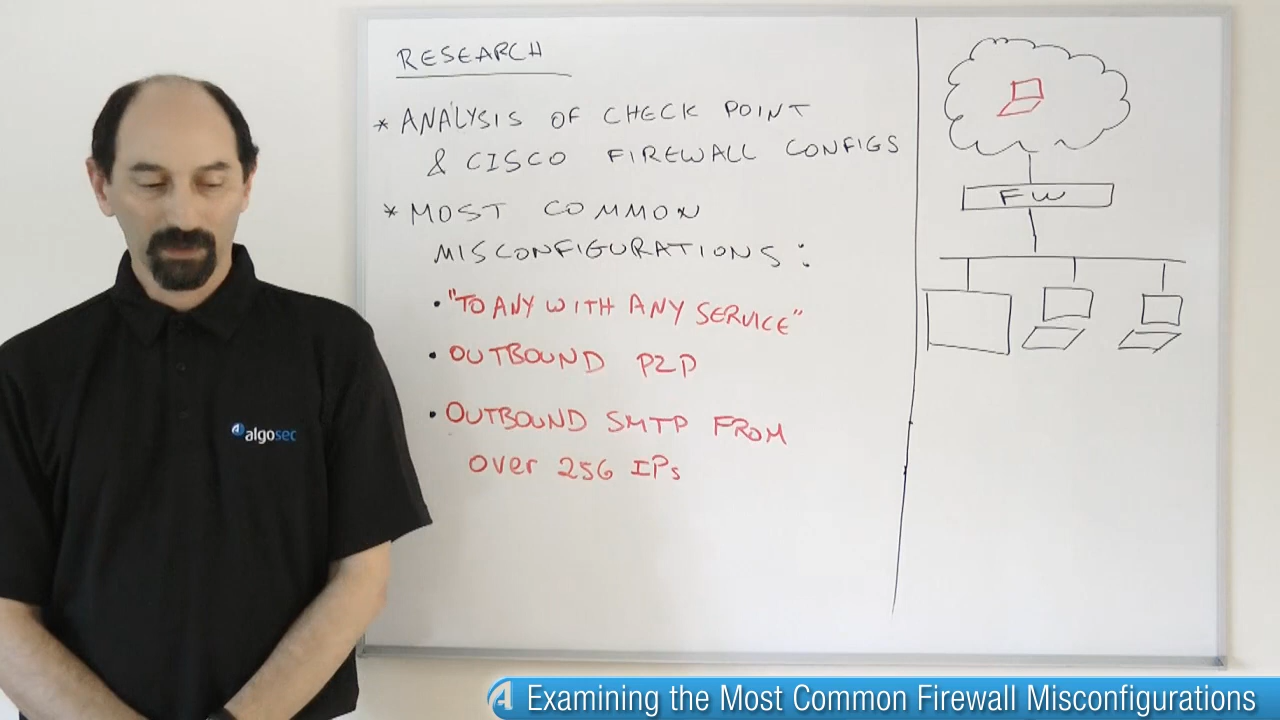 RESEARCH
* ANALYSIS OF CHECK POINT
& CISCO FIREWALL CONFIGS
* MOST COMMON
MISCONFIGURATIONS:
• "TO ANY WITH ANY SERVICE"
• OUTBOUND P2P
• OUTBOUND SMTP FROM
over 256 IPs
FW
algosec
Examining the Most Common Firewall Misconfigurations